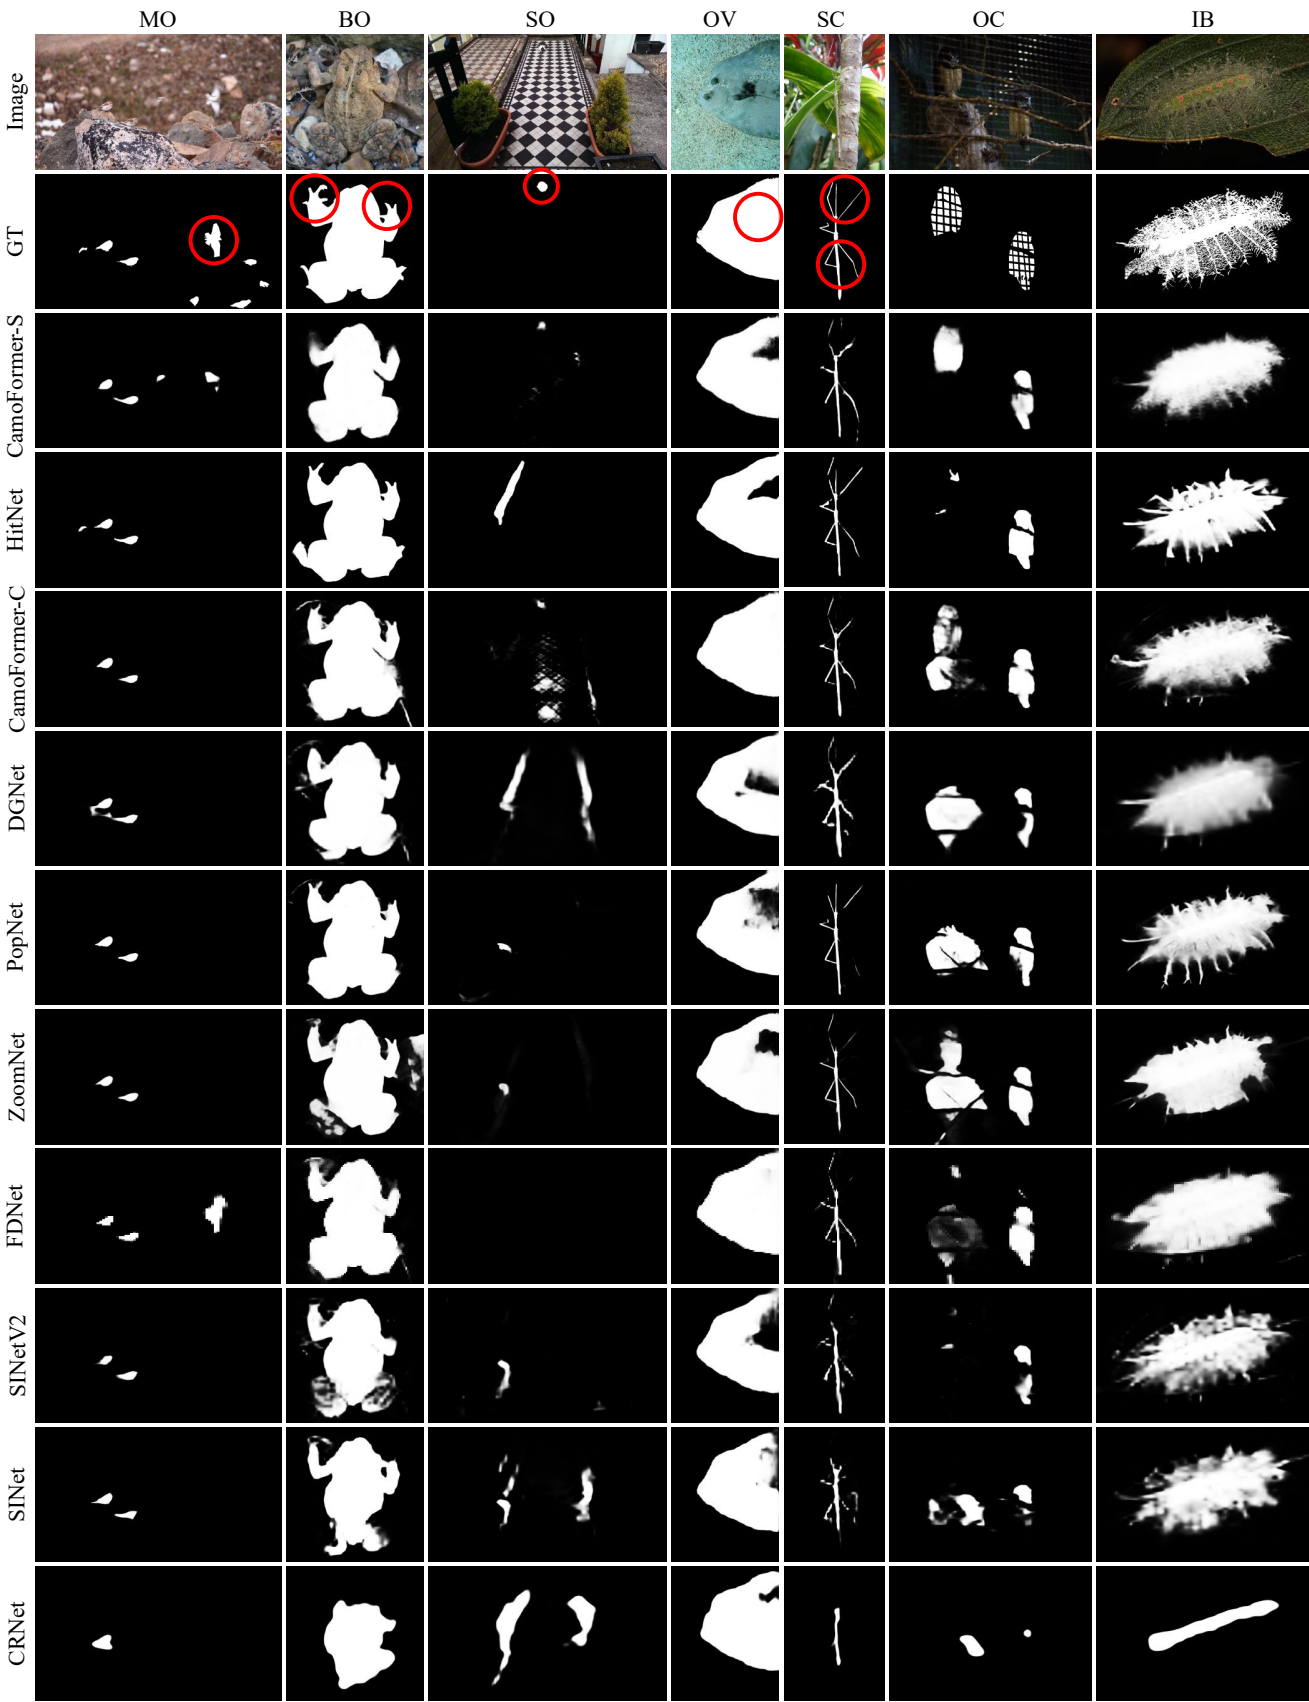 MO BO SO OV SC OC IB
Image
GT
CamoFormer-S
HitNet
CamoFormer-C
DGNet
PopNet
ZoomNet
FDNet
SINetV2
SINet
CRNet